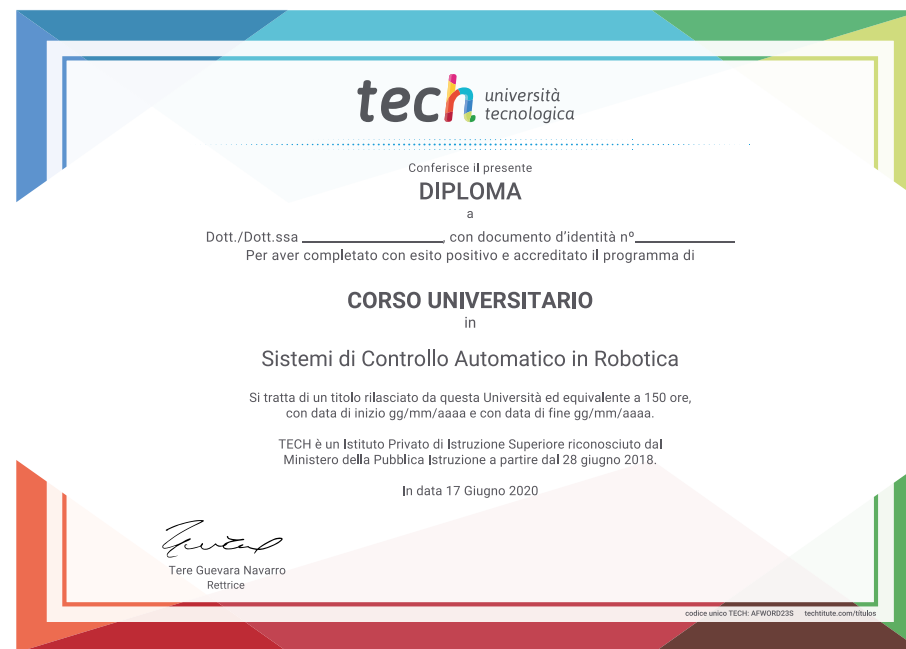 tech università
tecnologica
Conferisce il presente
DIPLOMA
a
Dott./Dott.ssa ____________________, con documento d'identità nº______________
Per aver completato con esito positivo e accreditato il programma di
CORSO UNIVERSITARIO
in
Sistemi di Controllo Automatico in Robotica
Si tratta di un titolo rilasciato da questa Università ed equivalente a 150 ore,
con data di inizio gg/mm/aaaa e con data di fine gg/mm/aaaa.
TECH è un Istituto Privato di Istruzione Superiore riconosciuto dal
Ministero della Pubblica Istruzione a partire dal 28 giugno 2018.
In data 17 Giugno 2020
Tere Guevara Navarro
Rettrice
codice unico TECH: AFWORD23S techtitute.com/títulos